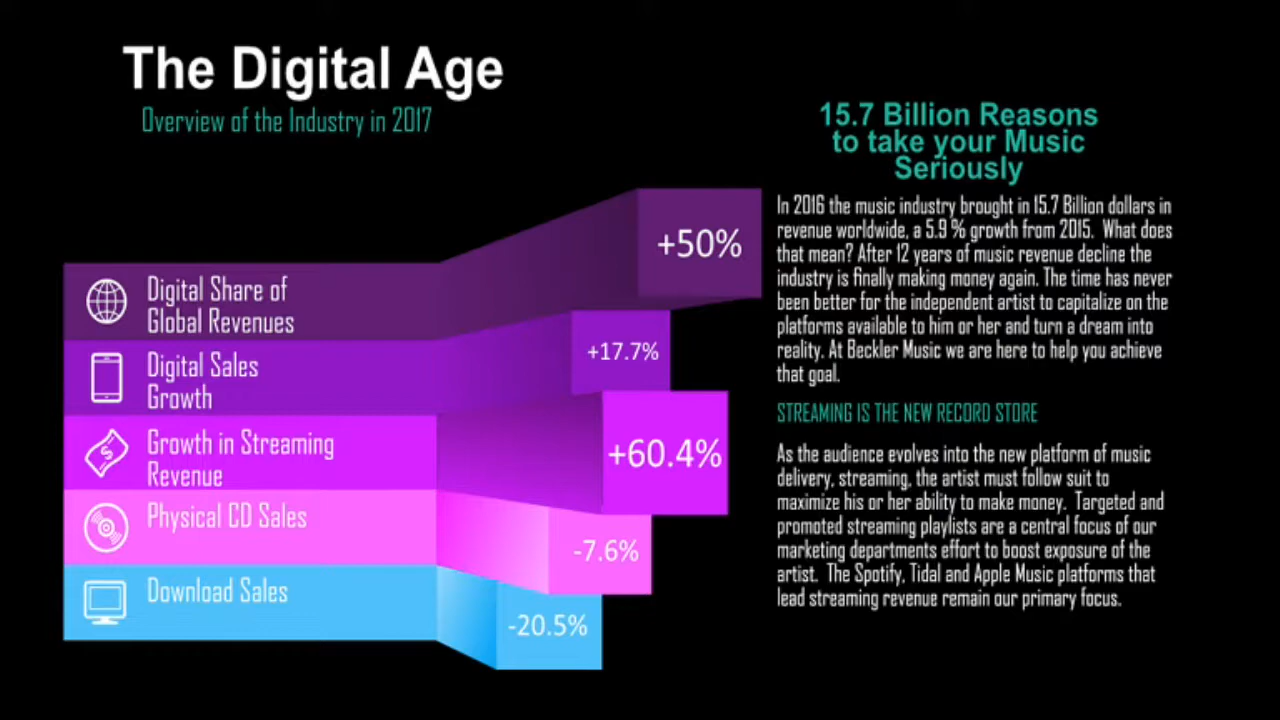 The Digital Age
Overview of the Industry in 2017
Digital Share of
Global Revenues
+50%
Digital Sales
Growth
+17.7%
Growth in Streaming
Revenue
+60.4%
Physical CD Sales
-7.6%
Download Sales
-20.5%
15.7 Billion Reasons
to take your Music
Seriously
In 2016 the music industry brought in 15.7 Billion dollars in
revenue worldwide, a 5.9 % growth from 2015. What does
that mean? After 12 years of music revenue decline the
industry is finally making money again. The time has never
been better for the independent artist to capitalize on the
platforms available to him or her and turn a dream into
reality. At Beckler Music we are here to help you achieve
that goal.
STREAMING IS THE NEW RECORD STORE
As the audience evolves into the new platform of music
delivery, streaming, the artist must follow suit to
maximize his or her ability to make money. Targeted and
promoted streaming playlists are a central focus of our
marketing departments effort to boost exposure of the
artist. The Spotify, Tidal and Apple Music platforms that
lead streaming revenue remain our primary focus.